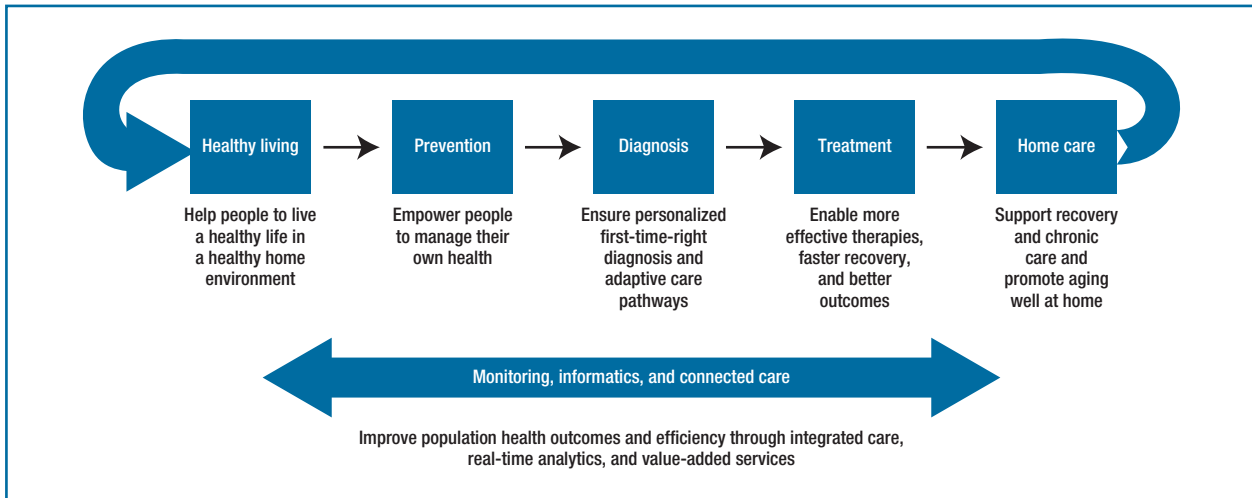 Healthy living
Prevention
Diagnosis
Treatment
Home care
Help people to live
a healthy life in
a healthy home
environment
Empower people
to manage their
own health
Ensure personalized
first-time-right
diagnosis and
adaptive care
pathways
Enable more
effective therapies,
faster recovery,
and better
outcomes
Support recovery
and chronic
care and
promote aging
well at home
Monitoring, informatics, and connected care
Improve population health outcomes and efficiency through integrated care,
real-time analytics, and value-added services